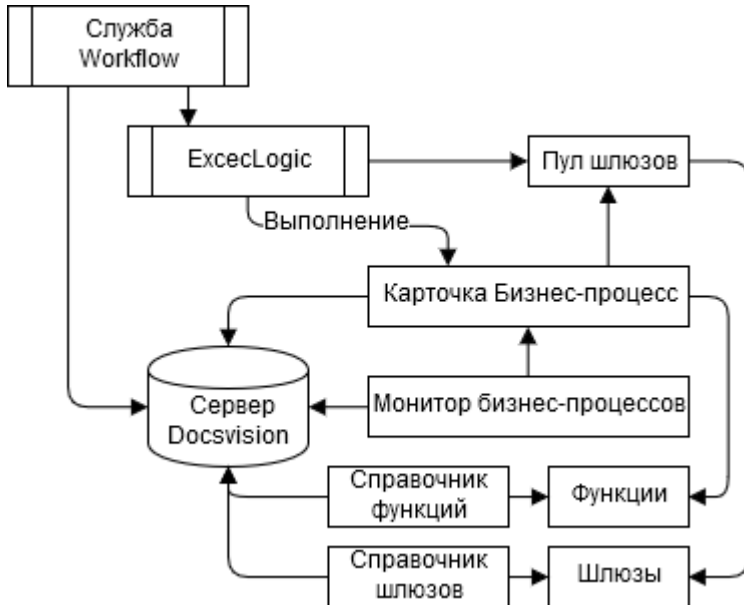 Служба
Workflow
ExcecLogic
Пул шлюзов
Выполнение
Карточка Бизнес-процесс
Сервер
Docsvision
Монитор бизнес-процессов
Справочник
функций
Функции
Справочник
шлюзов
Шлюзы